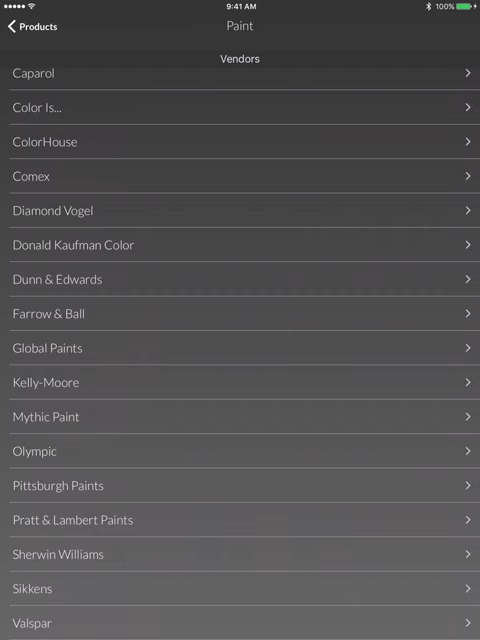 9:41 AM
100%
Products
Paint
Vendors
Caparol
Color Is...
ColorHouse
Comex
Diamond Vogel
Donald Kaufman Color
Dunn & Edwards
Farrow & Ball
Global Paints
Kelly-Moore
Mythic Paint
Olympic
Pittsburgh Paints
Pratt & Lambert Paints
Sherwin Williams
Sikkens
Valspar